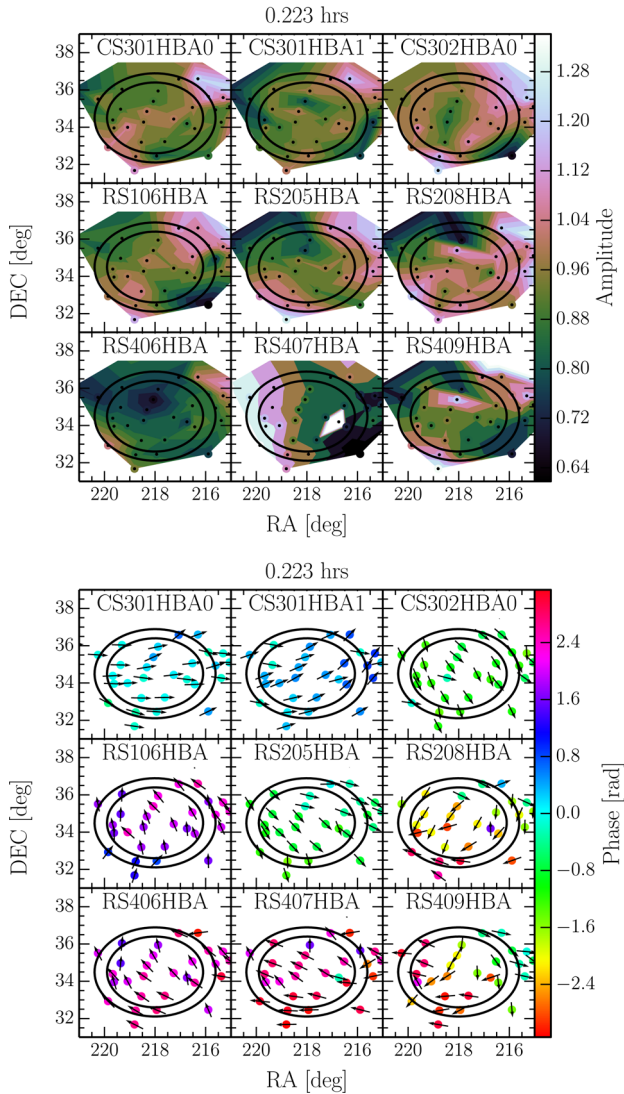 0.223 hrs
CS301HBA0 CS301HBA1 CS302HBA0
38
36
34
32
RS106HBA RS205HBA RS208HBA
38
36
34
32
RS406HBA RS407HBA RS409HBA
38
36
34
32
220 218 216 220 218 216 220 218 216
RA [deg]
DEC [deg]
1.28
1.20
1.12
1.04
0.96
0.88
0.80
0.72
0.64
Amplitude
0.223 hrs
CS301HBA0 CS301HBA1 CS302HBA0
38
36
34
32
RS106HBA RS205HBA RS208HBA
38
36
34
32
RS406HBA RS407HBA RS409HBA
38
36
34
32
220 218 216 220 218 216 220 218 216
RA [deg]
DEC [deg]
2.4
1.6
0.8
0.0
−0.8
−1.6
−2.4
Phase [rad]